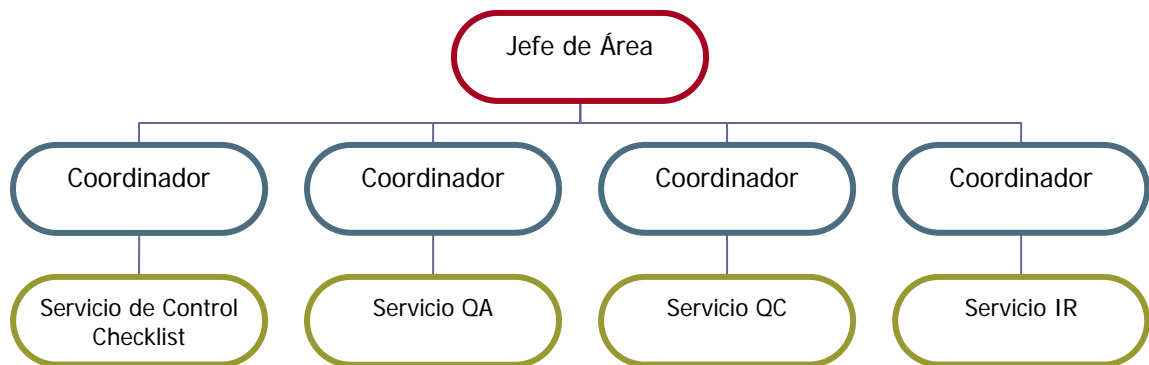 Jefe de Área
Coordinador
Coordinador
Coordinador
Coordinador
Servicio de Control
Checklist
Servicio QA
Servicio QC
Servicio IR